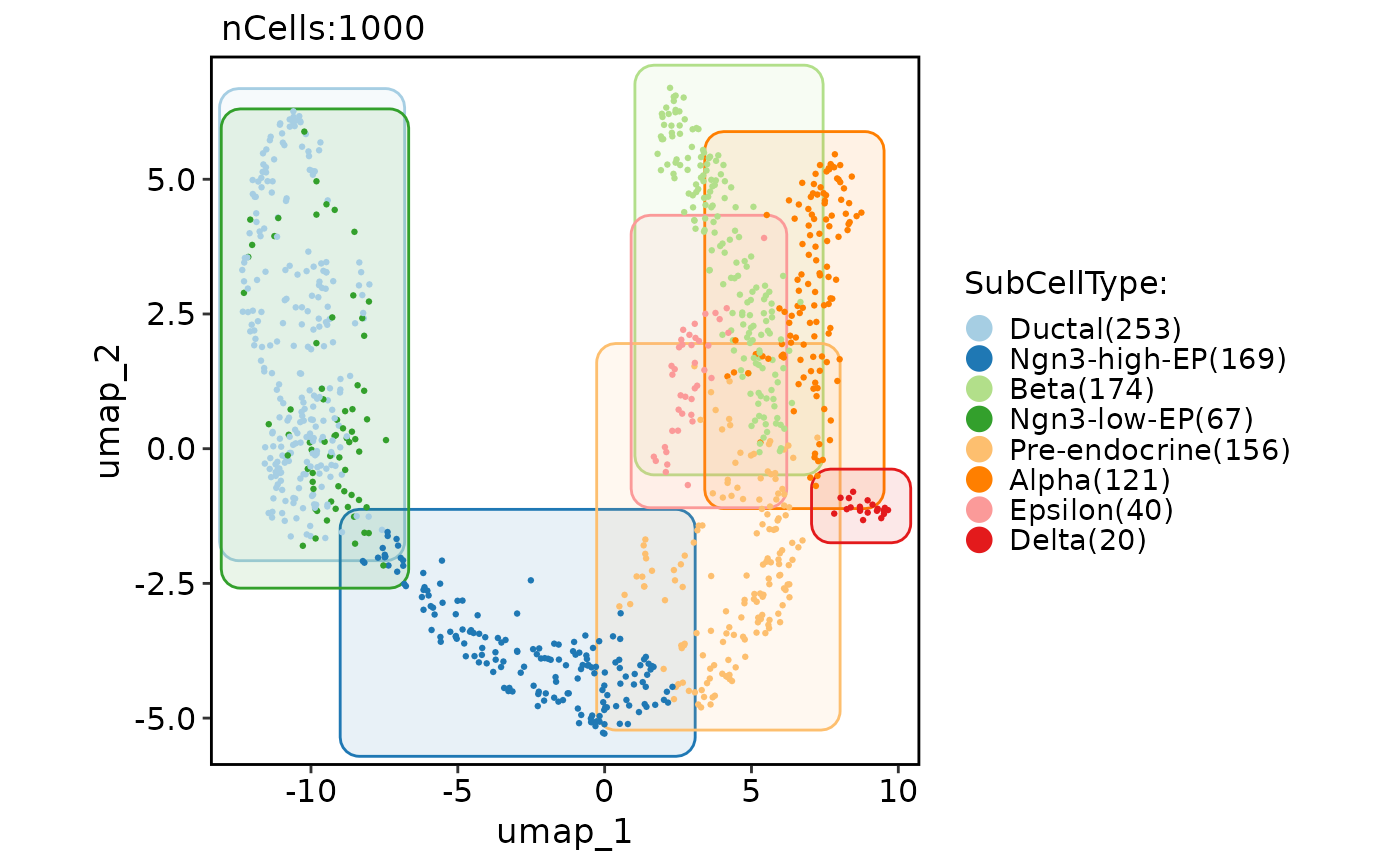 nCells:1000
umap_2
5.0
2.5
0.0
-2.5
-5.0
-10
-5
0
5
10
umap_1
SubCellType:
Ductal(253)
Ngn3-high-EP(169)
Beta(174)
Ngn3-low-EP(67)
Pre-endocrine(156)
Alpha(121)
Epsilon(40)
Delta(20)